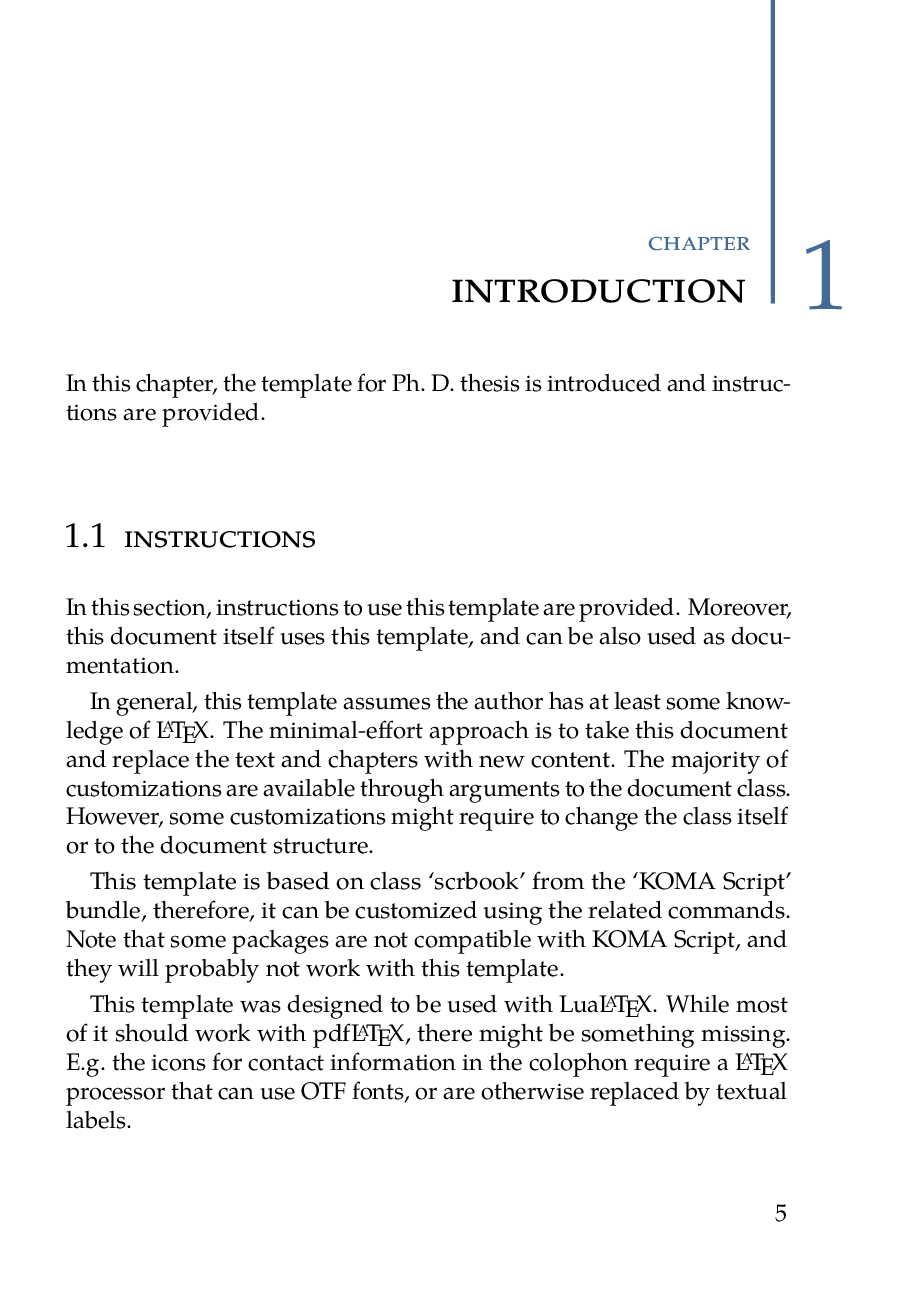 CHAPTER
INTRODUCTION
1
In this chapter, the template for Ph. D. thesis is introduced and instruc-
tions are provided.
1.1 INSTRUCTIONS
In this section, instructions to use this template are provided. Moreover,
this document itself uses this template, and can be also used as docu-
mentation.
In general, this template assumes the author has at least some know-
ledge of LATEX. The minimal-effort approach is to take this document
and replace the text and chapters with new content. The majority of
customizations are available through arguments to the document class.
However, some customizations might require to change the class itself
or to the document structure.
This template is based on class ‘scrbook’ from the ‘KOMA Script’
bundle, therefore, it can be customized using the related commands.
Note that some packages are not compatible with KOMA Script, and
they will probably not work with this template.
This template was designed to be used with LuaLATEX. While most
of it should work with pdfLATEX, there might be something missing.
E.g. the icons for contact information in the colophon require a LATEX
processor that can use OTF fonts, or are otherwise replaced by textual
labels.
5